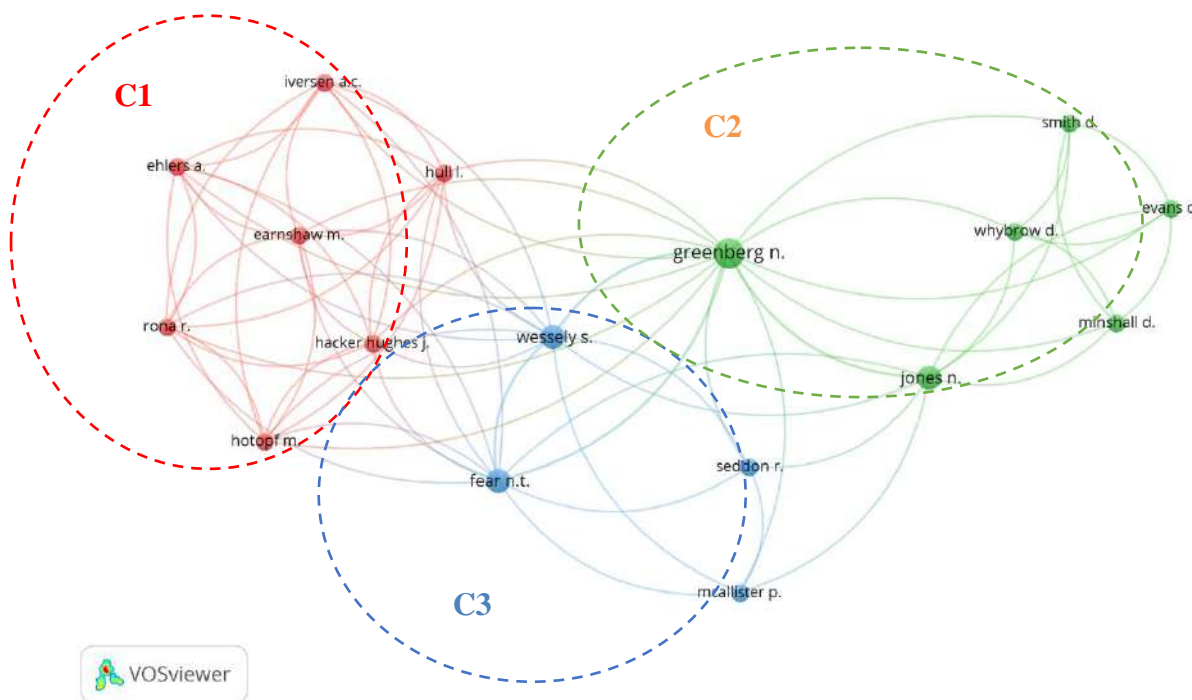 iversen a.c.
C1
C2
smith d.
ehlers a.
hull l.
evans
earnshaw m.
whybrow d.
greenberg n.
rona r.
hacker hughes j.
wessely s.
minshall d.
jones n.
hotopf m.
fear n.t.
seddon r.
mcallister p.
C3
VOSviewer